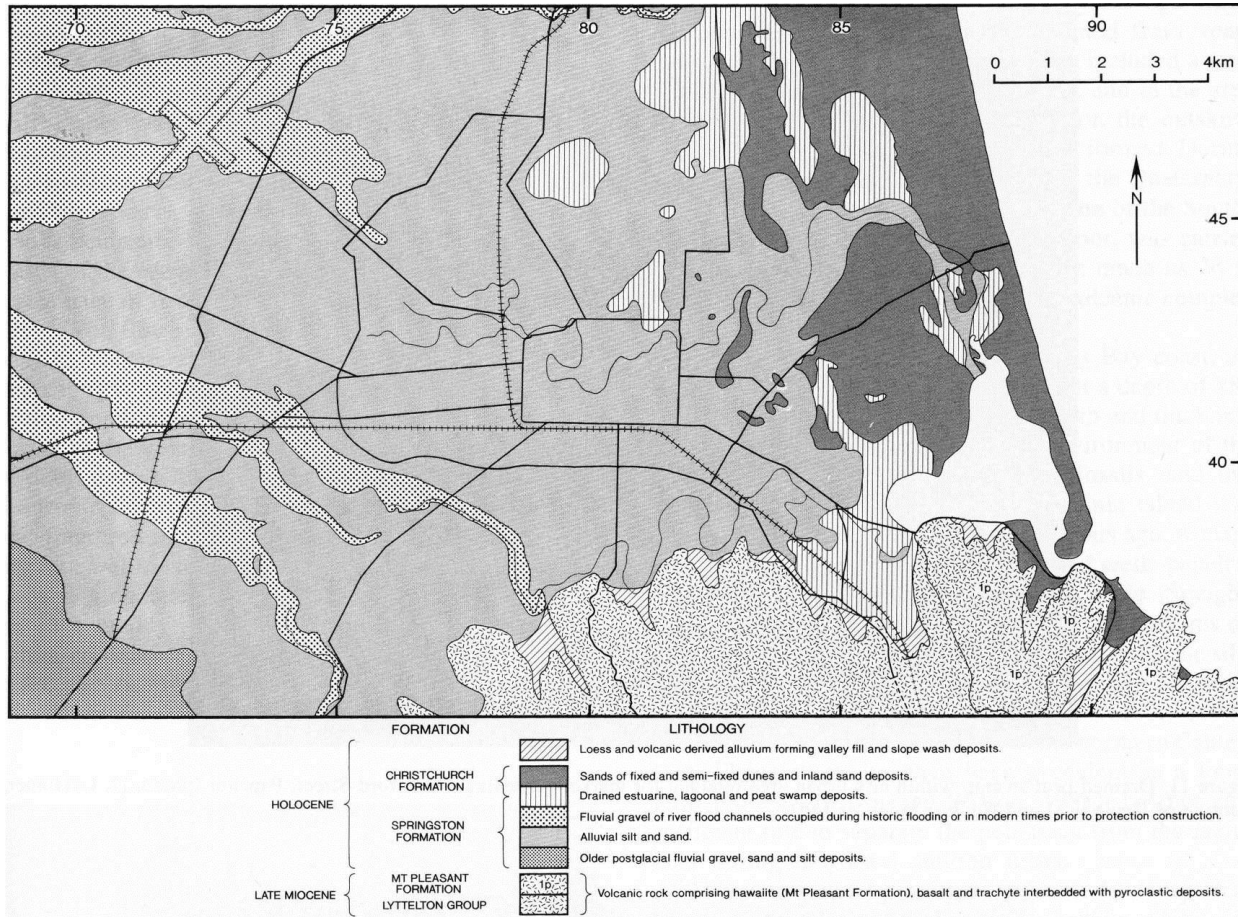 70 75 80 85 90
0 1 2 3 4km
N
45
40
1p
1p
1p
1p
1p
FORMATION LITHOLOGY
Loess and volcanic derived alluvium forming valley fill and slope wash deposits.
HOLOCENE
CHRISTCHURCH
FORMATION
Sands of fixed and semi-fixed dunes and inland sand deposits.
Drained estuarine, lagoonal and peat swamp deposits.
SPRINGSTON
FORMATION
Fluvial gravel of river flood channels occupied during historic flooding or in modern times prior to protection construction.
Alluvial silt and sand.
Older postglacial fluvial gravel, sand and silt deposits.
LATE MIOCENE
MT PLEASANT
FORMATION
1p
LYTTELTON GROUP
Volcanic rock comprising hawaiite (Mt Pleasant Formation), basalt and trachyte interbedded with pyroclastic deposits.